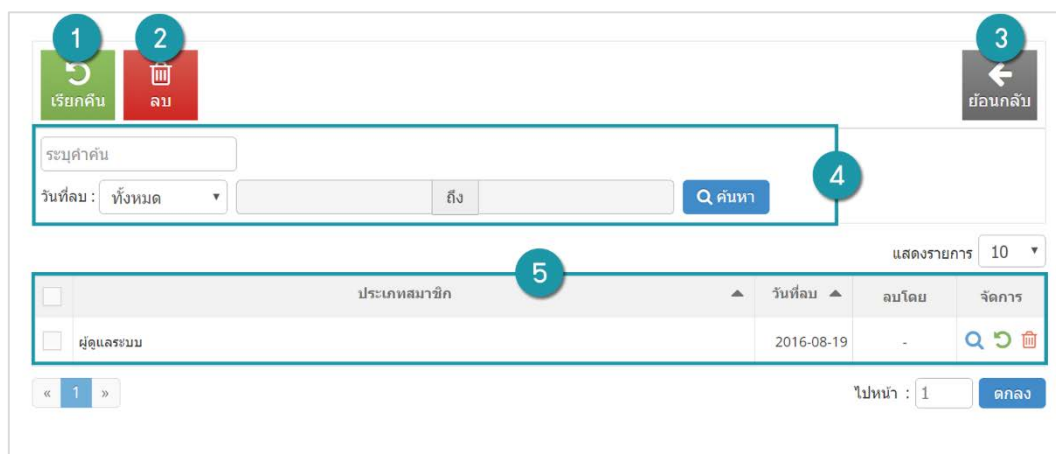 1 2 3
เรียกคืน ลบ ย้อนกลับ
ระบุคำค้น
4
วันที่ลบ : ทั้งหมด ถึง ค้นหา
แสดงรายการ 10
5
ประเภทสมาชิก วันที่ลบ ลบโดย จัดการ
ผู้ดูแลระบบ 2016-08-19 -
« 1 » ไปหน้า : 1 ตกลง